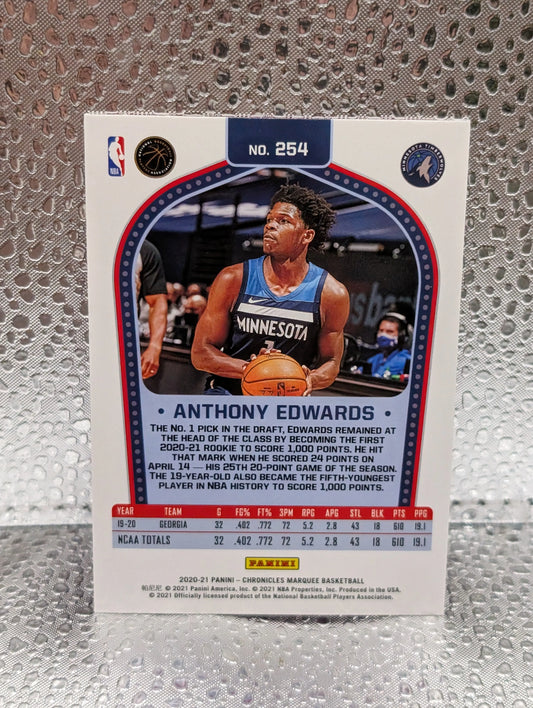 NO. 254
NBA
MINNESOTA TIMBERWOLVES
MINNESOTA
1
• ANTHONY EDWARDS •
THE NO. 1 PICK IN THE DRAFT, EDWARDS REMAINED AT
THE HEAD OF THE CLASS BY BECOMING THE FIRST
2020-21 ROOKIE TO SCORE 1,000 POINTS. HE HIT
THAT MARK WHEN HE SCORED 24 POINTS ON
APRIL 14 — HIS 25TH 20-POINT GAME OF THE SEASON.
THE 19-YEAR-OLD ALSO BECAME THE FIFTH-YOUNGEST
PLAYER IN NBA HISTORY TO SCORE 1,000 POINTS.
YEAR TEAM G FG% FT% 3PM RPG APG STL BLK PTS PPG
19-20 GEORGIA 32 .402 .772 72 5.2 2.8 43 18 610 19.1
NCAA TOTALS 32 .402 .772 72 5.2 2.8 43 18 610 19.1
PANINI
2020-21 PANINI – CHRONICLES MARQUEE BASKETBALL
帕尼尼 © 2021 Panini America, Inc. © 2021 NBA Properties, Inc. Produced in the USA.
© 2021 Officially licensed product of the National Basketball Players Association.